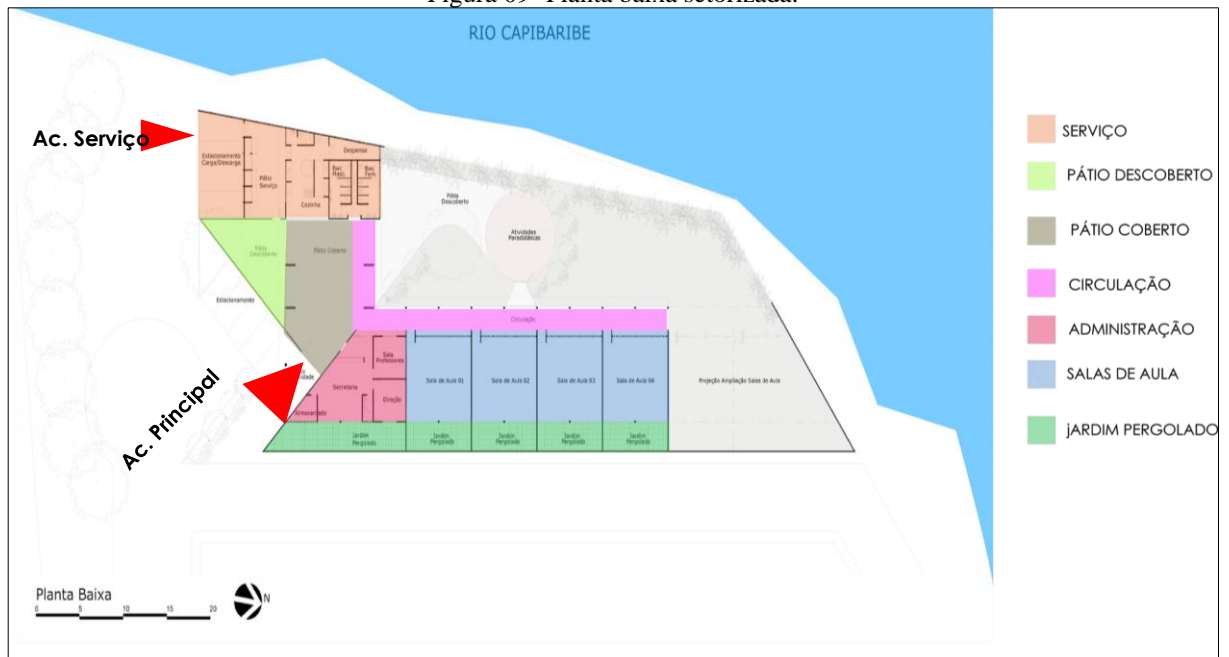 Figura 69- Planta baixa setorizada.
RIO CAPIBARIBE
Ac. Serviço
Estacionamento
Carga/Descarga
Pátio
Serviço
Cozinha
Despensa
Bwc
Masc.
Bwc
Fem.
Pátio
Descoberto
Atividades
Paradidáticas
Pátio
Descoberto
Pátio Coberto
Estacionamento
Circulação
Sala
Professores
Secretaria
Direção
Almoxarifado
Sala de Aula 01
Sala de Aula 02
Sala de Aula 03
Sala de Aula 04
Projeção Ampliação Salas de Aula
Jardim
Pergolado
Jardim
Pergolado
Jardim
Pergolado
Jardim
Pergolado
Jardim
Pergolado
Ac. Principal
SERVIÇO
PÁTIO DESCOBERTO
PÁTIO COBERTO
CIRCULAÇÃO
ADMINISTRAÇÃO
SALAS DE AULA
jARDIM PERGOLADO
Planta Baixa
0 5 10 15 20
N